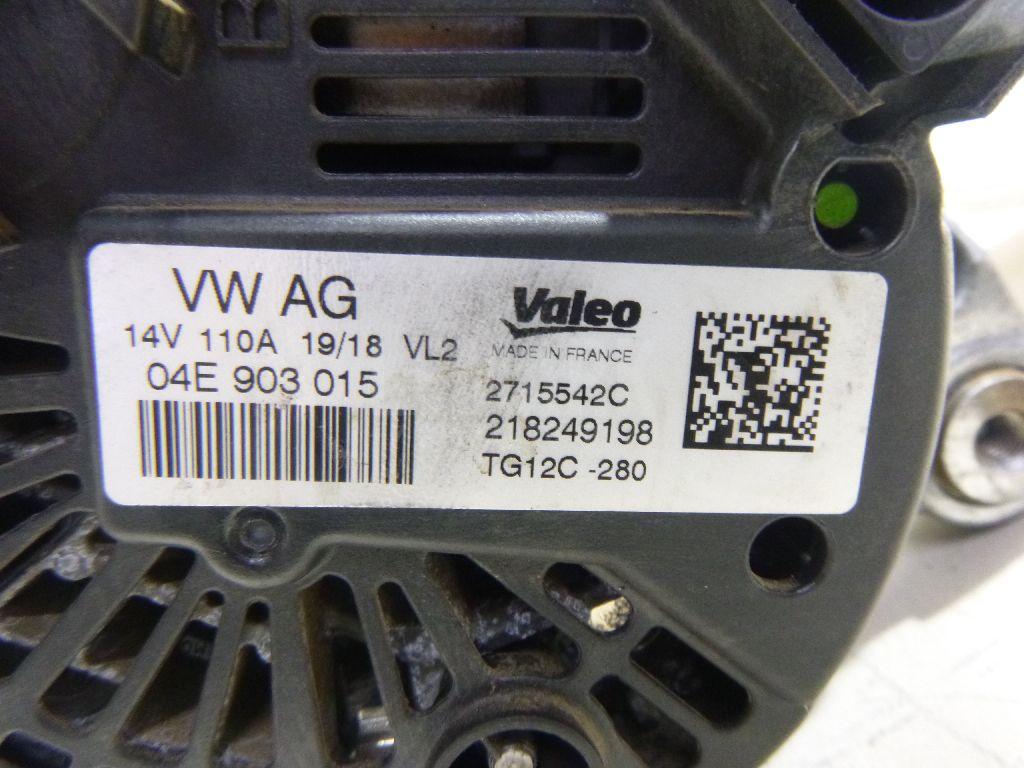 B
VW AG
14V 110A 19/18 VL2
04E 903 015
Valeo
MADE IN FRANCE
2715542C
218249198
TG12C -280